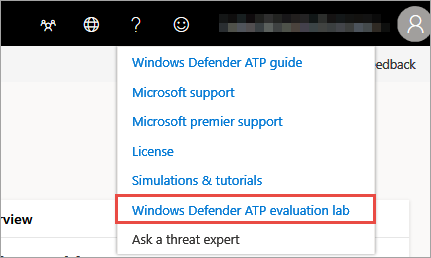 Windows Defender ATP guide
eedback
Microsoft support
Microsoft premier support
License
Simulations & tutorials
Windows Defender ATP evaluation lab
rview
Ask a threat expert